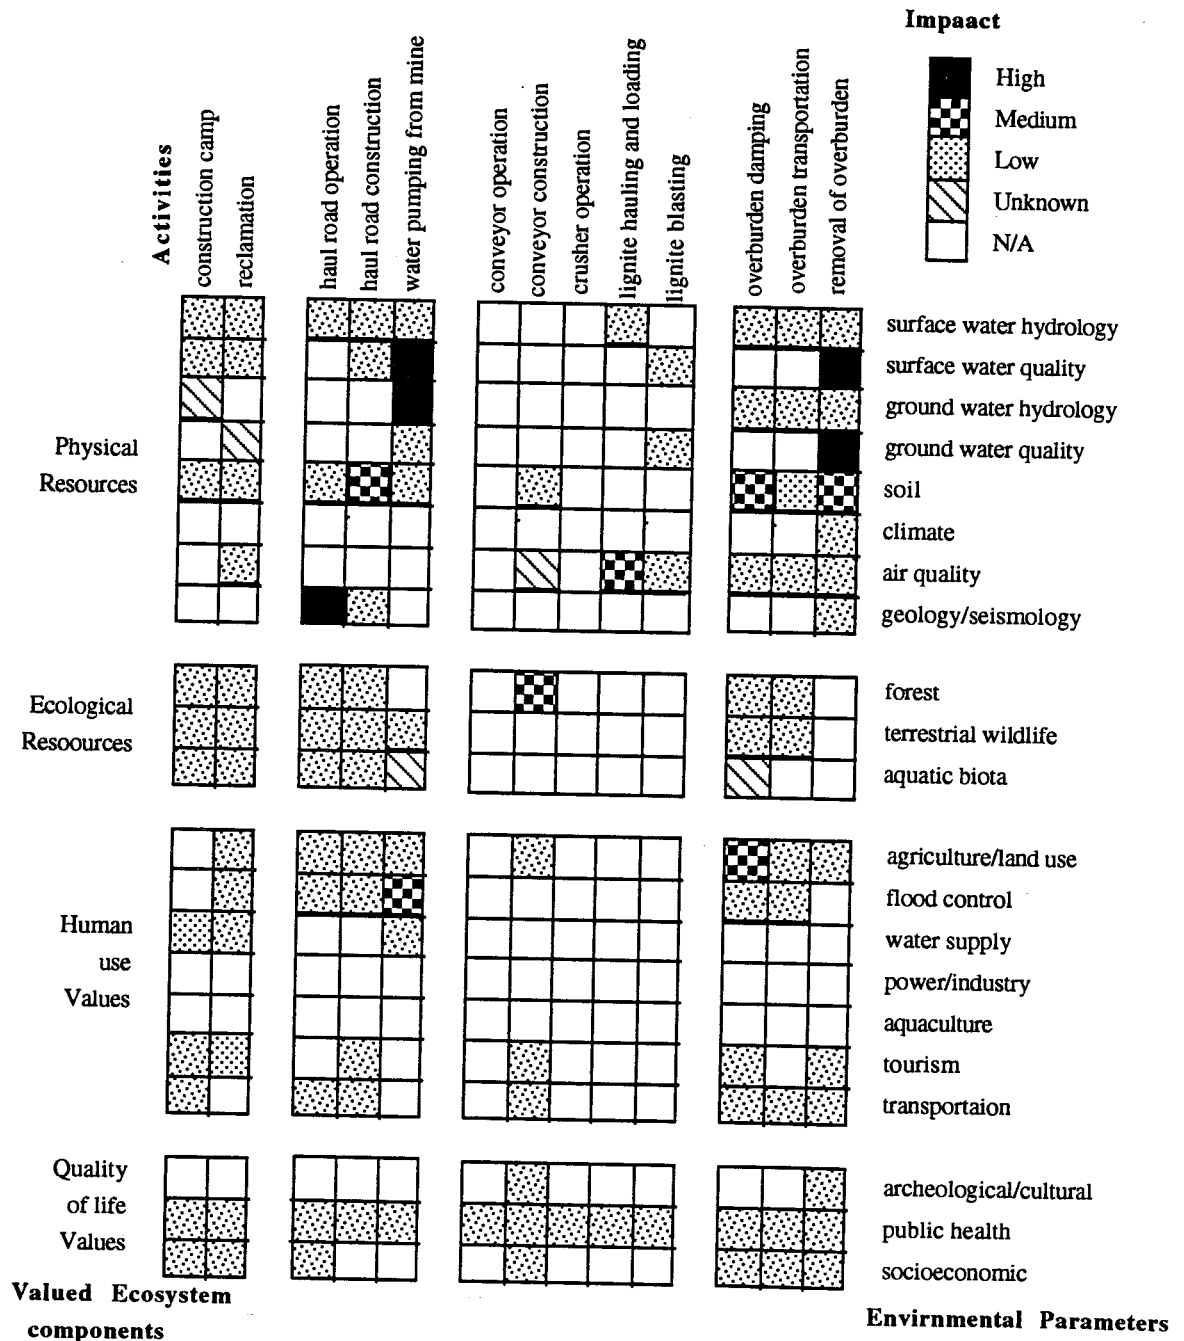 Impaact
High
Medium
Low
Unknown
N/A
Activities
construction camp
reclamation
haul road operation
haul road construction
water pumping from mine
conveyor operation
conveyor construction
crusher operation
lignite hauling and loading
lignite blasting
overburden damping
overburden transportation
removal of overburden
Physical
Resources
surface water hydrology
surface water quality
ground water hydrology
ground water quality
soil
climate
air quality
geology/seismology
Ecological
Resoources
forest
terrestrial wildlife
aquatic biota
Human
use
Values
agriculture/land use
flood control
water supply
power/industry
aquaculture
tourism
transportaion
Quality
of life
Values
archeological/cultural
public health
socioeconomic
Valued Ecosystem
components
Envirnmental Parameters